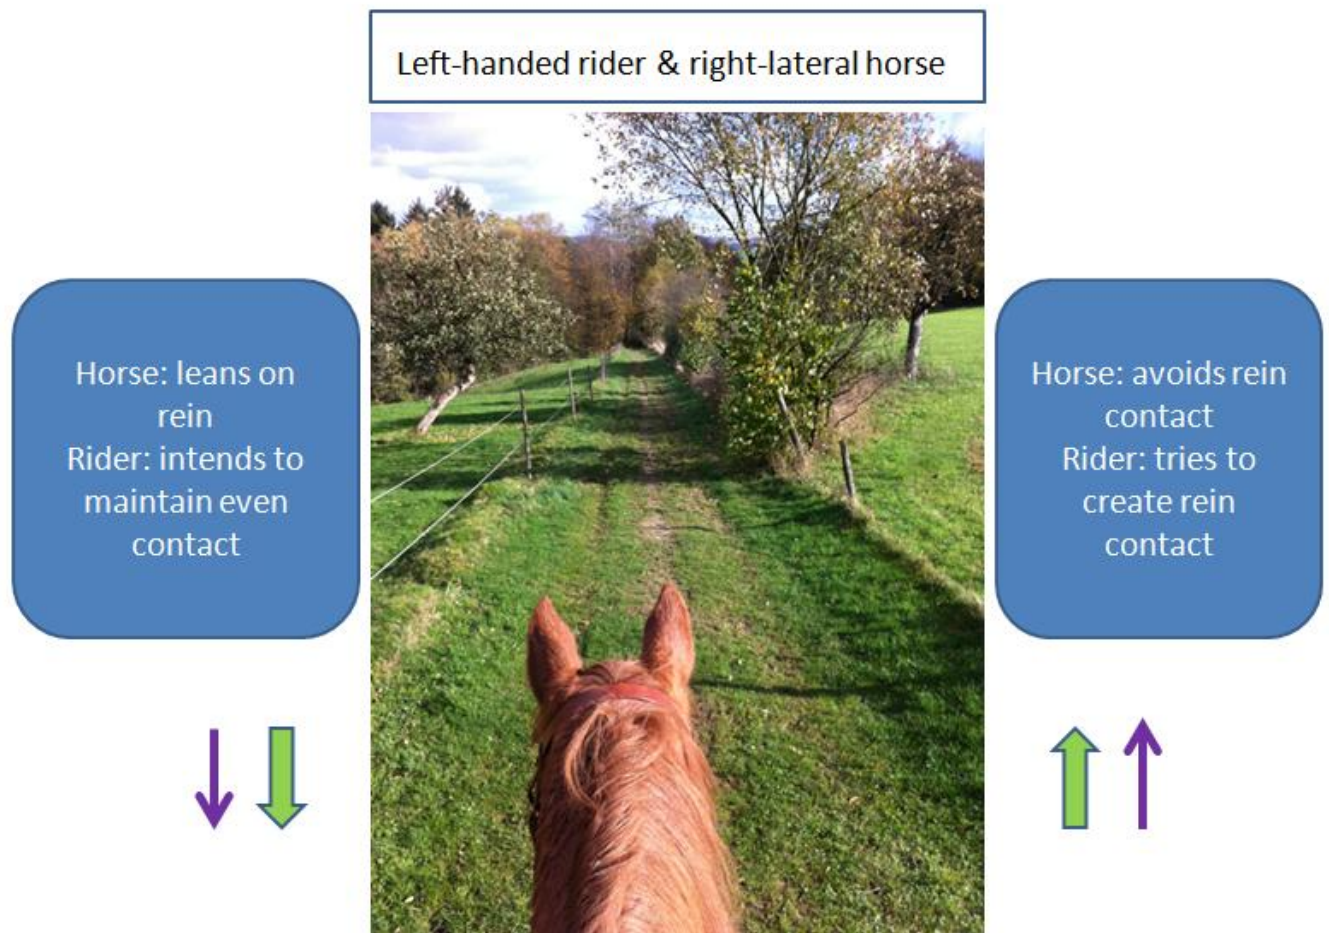 Left-handed rider & right-lateral horse
Horse: leans on
rein
Rider: intends to
maintain even
contact
Horse: avoids rein
contact
Rider: tries to
create rein
contact